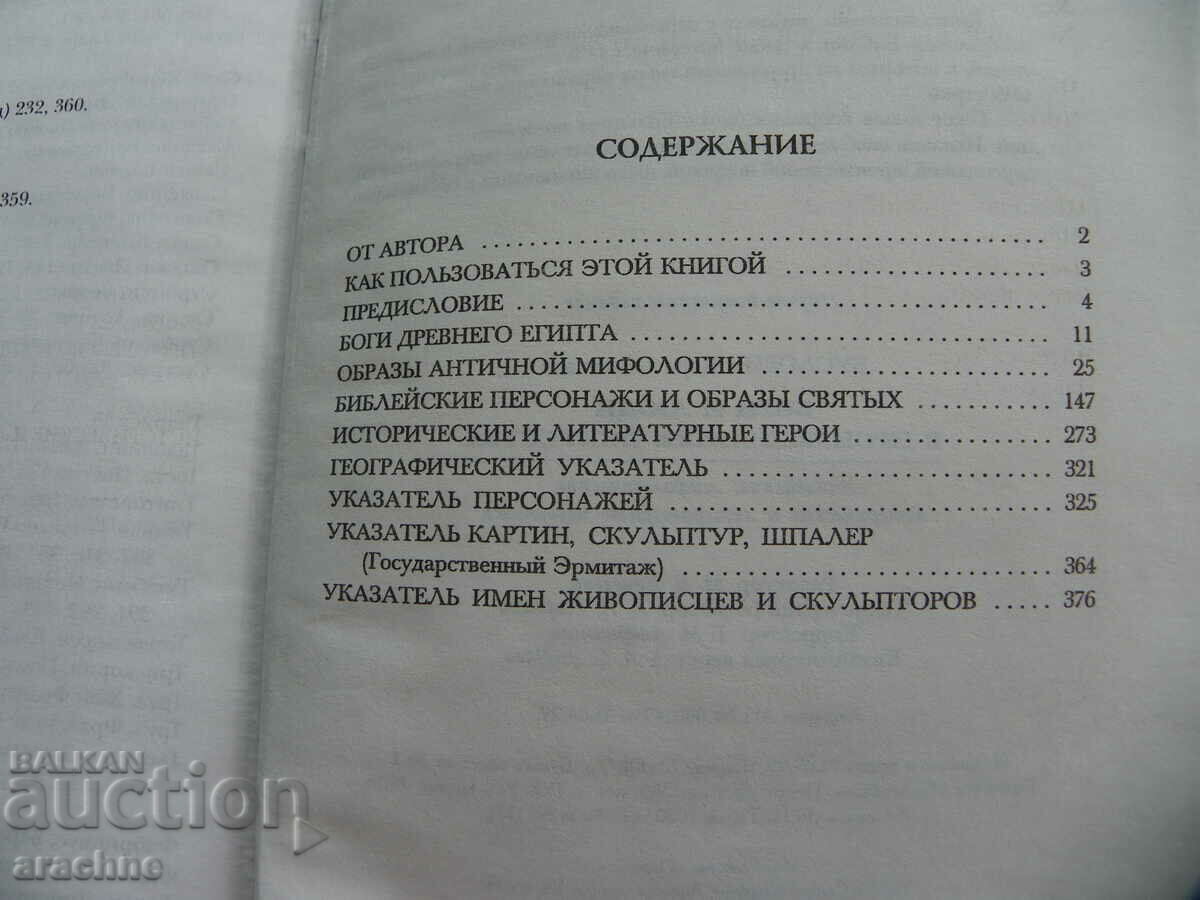 ) 232, 360.
359.
СОДЕРЖАНИЕ
ОТ АВТОРА ........ 2
КАК ПОЛЬЗОВАТЬСЯ ЭТОЙ КНИГОЙ ........ 3
ПРЕДИСЛОВИЕ ........ 4
БОГИ ДРЕВНЕГО ЕГИПТА ........ 11
ОБРАЗЫ АНТИЧНОЙ МИФОЛОГИИ ........ 25
БИБЛЕЙСКИЕ ПЕРСОНАЖИ И ОБРАЗЫ СВЯТЫХ ........ 147
ИСТОРИЧЕСКИЕ И ЛИТЕРАТУРНЫЕ ГЕРОИ ........ 273
ГЕОГРАФИЧЕСКИЙ УКАЗАТЕЛЬ ........ 321
УКАЗАТЕЛЬ ПЕРСОНАЖЕЙ ........ 325
УКАЗАТЕЛЬ КАРТИН, СКУЛЬПТУР, ШПАЛЕР
(Государственный Эрмитаж) ........ 364
УКАЗАТЕЛЬ ИМЕН ЖИВОПИСЦЕВ И СКУЛЬПТОРОВ ..... 376
BALKAN
auction
arachne